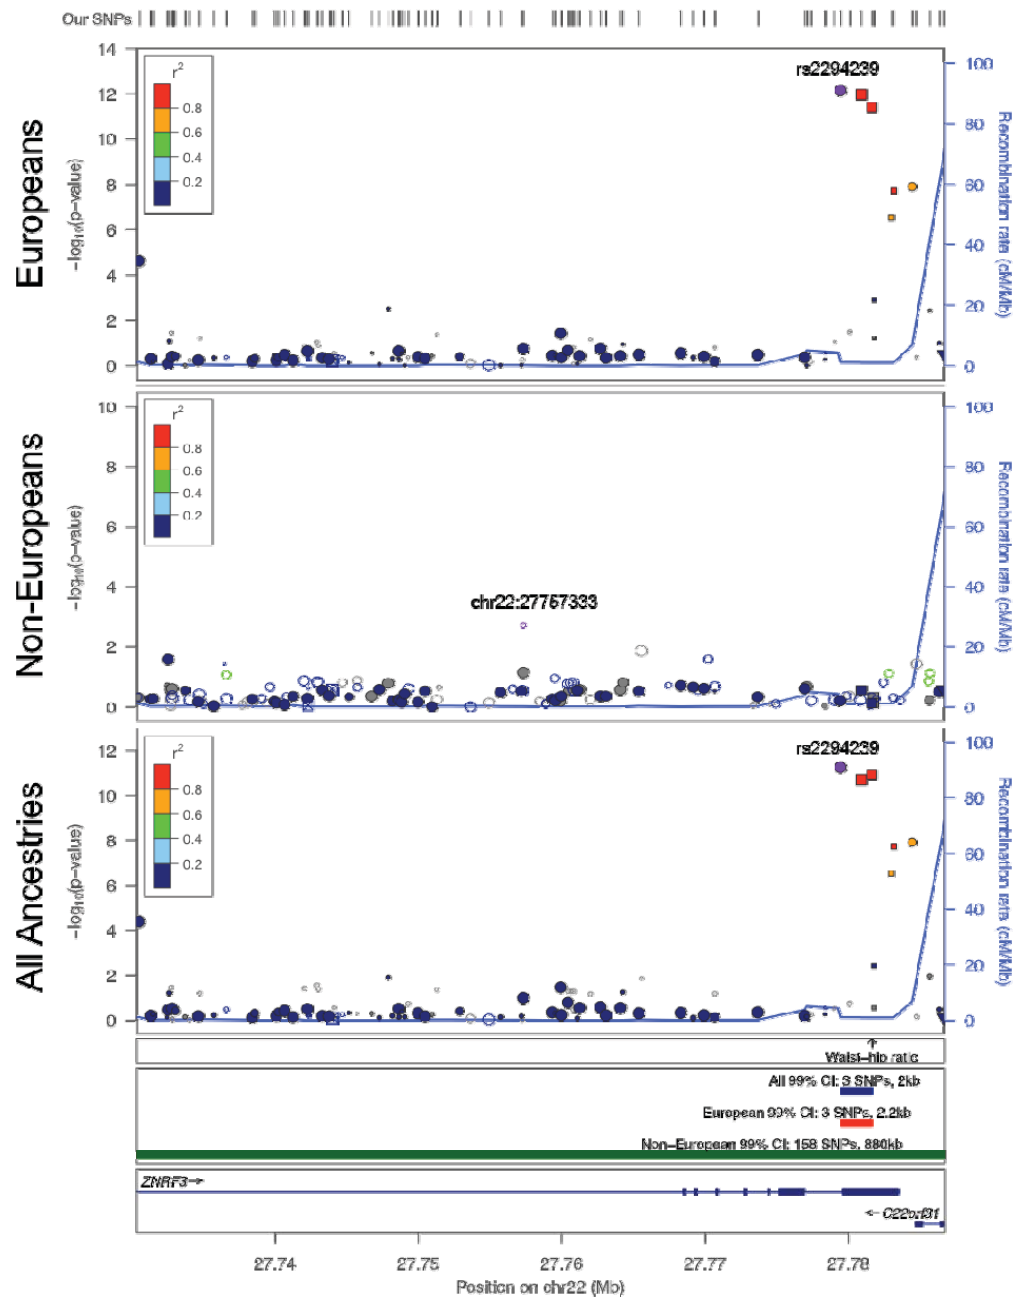 Our SNPs
Europeans
−log10(p−value)
14
12
10
8
6
4
2
0
r2
0.8
0.6
0.4
0.2
rs2294239
100
80
60
40
20
0
Recombination rate (cM/Mb)
Non-Europeans
−log10(p−value)
10
8
6
4
2
0
r2
0.8
0.6
0.4
0.2
chr22:27757333
100
80
60
40
20
0
Recombination rate (cM/Mb)
All Ancestries
−log10(p−value)
12
10
8
6
4
2
0
r2
0.8
0.6
0.4
0.2
rs2294239
100
80
60
40
20
0
Recombination rate (cM/Mb)
Waist−hip ratio
All 99% CI: 3 SNPs, 2kb
European 99% CI: 3 SNPs, 2.2kb
Non−European 99% CI: 158 SNPs, 880kb
ZNRF3→
← C22orf31
27.74 27.75 27.76 27.77 27.78
Position on chr22 (Mb)